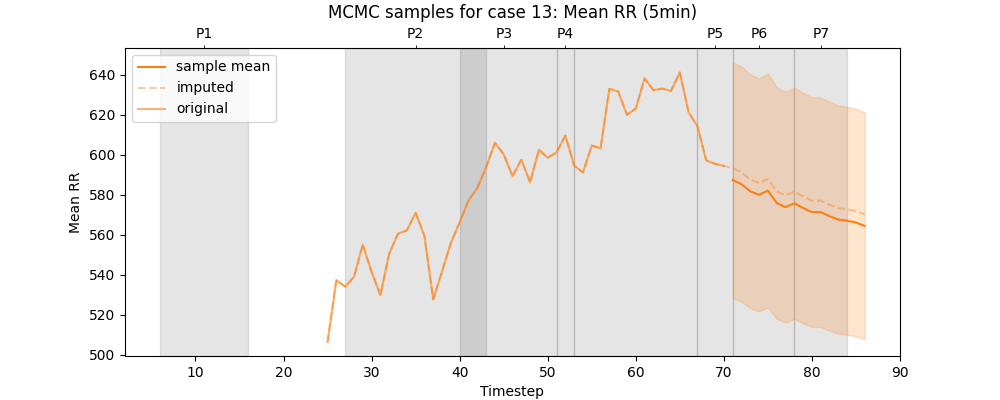 MCMC samples for case 13: Mean RR (5min)
P1 P2 P3 P4 P5 P6 P7
sample mean
imputed
original
640
620
600
580
560
540
520
500
Mean RR
10 20 30 40 50 60 70 80 90
Timestep